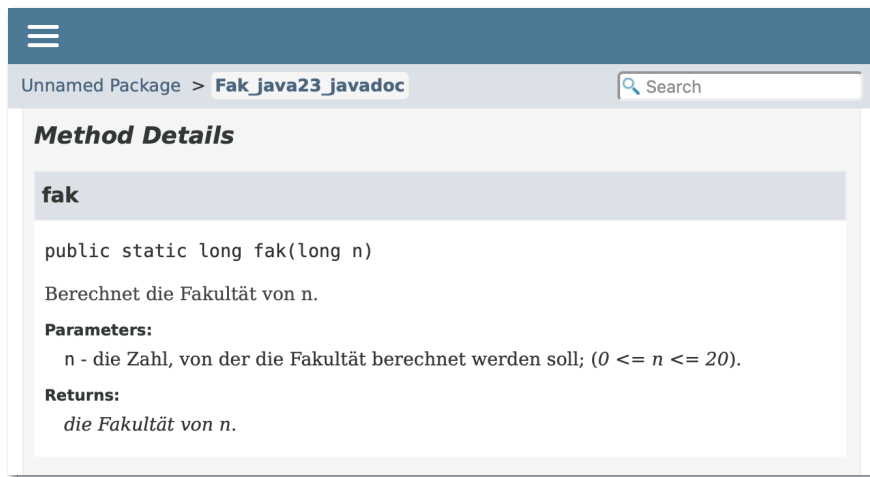 Unnamed Package > Fak_java23_javadoc
Search
Method Details
fak
public static long fak(long n)
Berechnet die Fakultät von n.
Parameters:
n - die Zahl, von der die Fakultät berechnet werden soll; (0 <= n <= 20).
Returns:
die Fakultät von n.